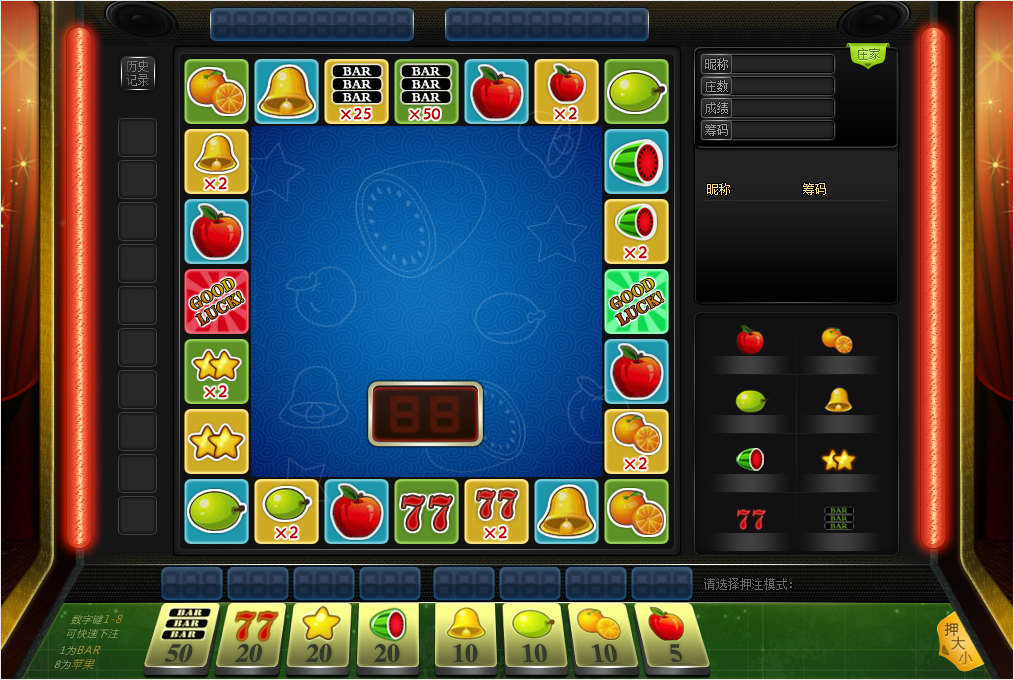 历史
记录
庄家
昵称
庄数
成绩
筹码
昵称
筹码
BAR
BAR
BAR
×25
BAR
BAR
BAR
×50
×2
×2
×2
GOOD
LUCK!
GOOD
LUCK!
×2
×2
88
×2
77
77
×2
77
BAR
BAR
BAR
请选择押注模式:
数字键1-8
可快速下注
1为BAR
8为苹果
BAR
BAR
BAR
50
77
20
20
20
10
10
10
5
押
大
小